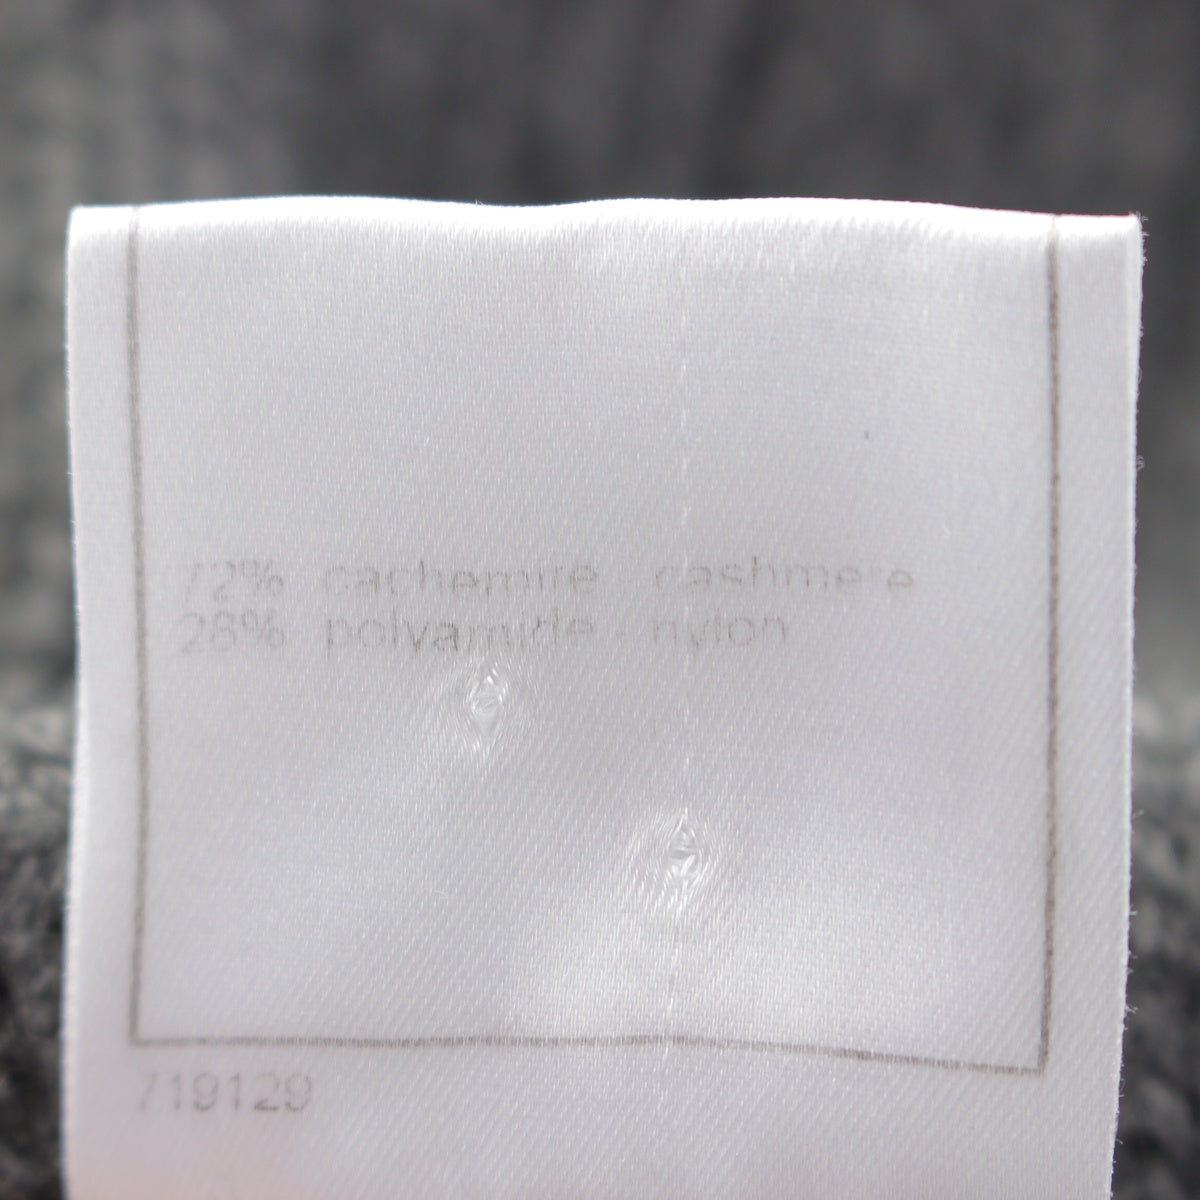 72% cachemire cashmere
28% polyamide nylon
719129